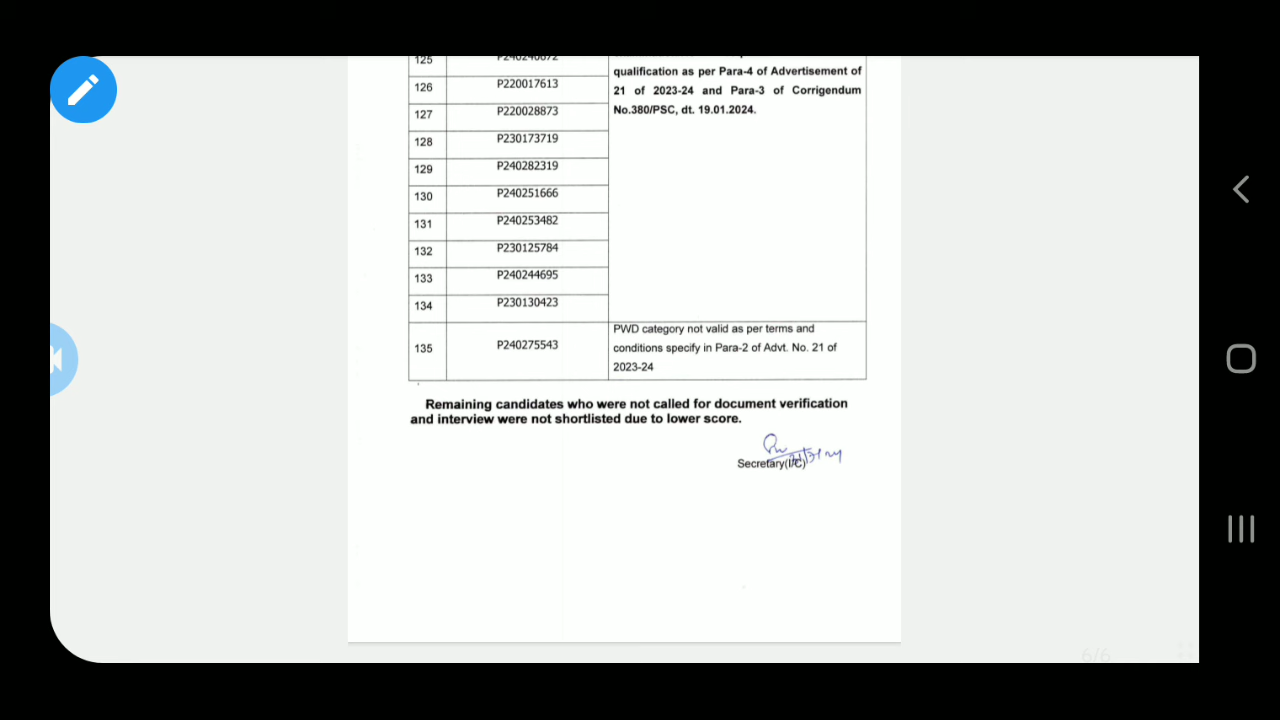 125 P240240872
qualification as per Para-4 of Advertisement of
126 P220017613
21 of 2023-24 and Para-3 of Corrigendum
127 P220028873
No.380/PSC, dt. 19.01.2024.
128 P230173719
129 P240282319
130 P240251666
131 P240253482
132 P230125784
133 P240244695
134 P230130423
135 P240275543
PWD category not valid as per terms and
conditions specify in Para-2 of Advt. No. 21 of
2023-24
Remaining candidates who were not called for document verification
and interview were not shortlisted due to lower score.
Secretary(I/C)
6/6